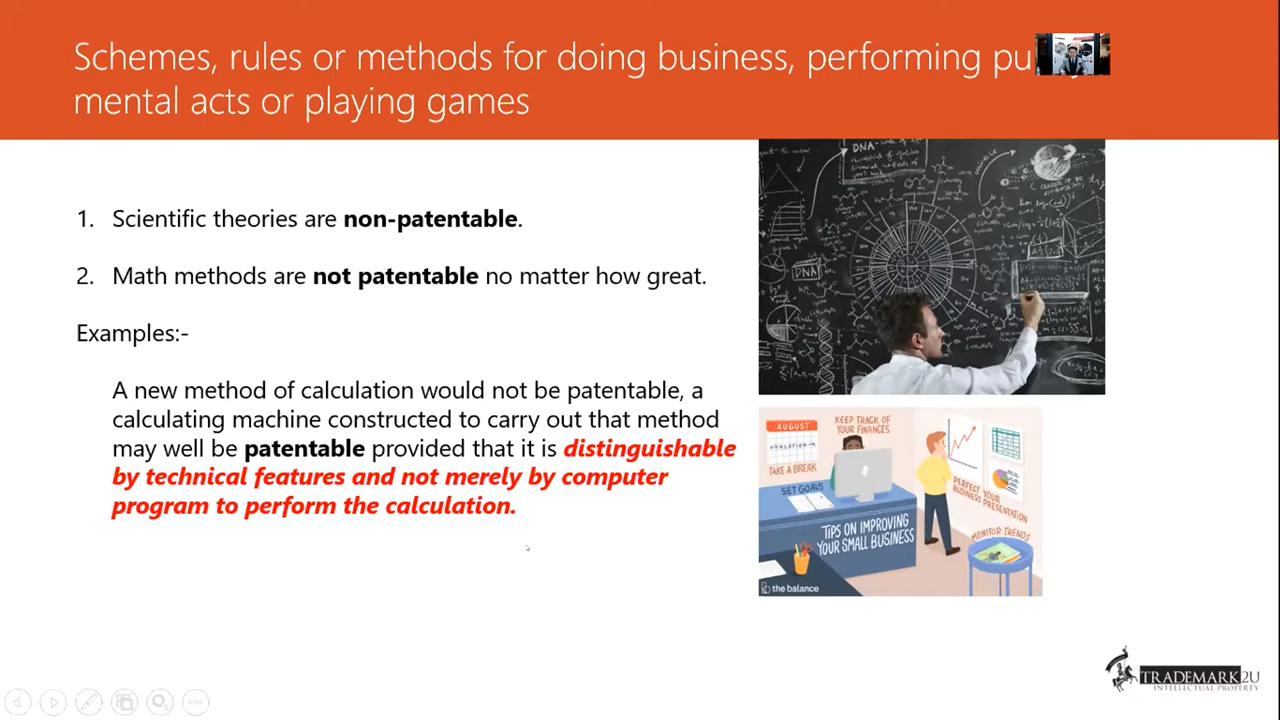 Schemes, rules or methods for doing business, performing
mental acts or playing games
1. Scientific theories are non-patentable.
2. Math methods are not patentable no matter how great.
Examples:-
A new method of calculation would not be patentable, a
calculating machine constructed to carry out that method
may well be patentable provided that it is distinguishable
by technical features and not merely by computer
program to perform the calculation.
DNA
DNA
KEEP TRACK OF
YOUR FINANCES
AUGUST
TAKE A BREAK
SET GOALS
PERFECT YOUR
BUSINESS PRESENTATION
TIPS ON IMPROVING
YOUR SMALL BUSINESS
MONITOR TRENDS
the balance
TRADEMARK2U
INTELLECTUAL PROPERTY